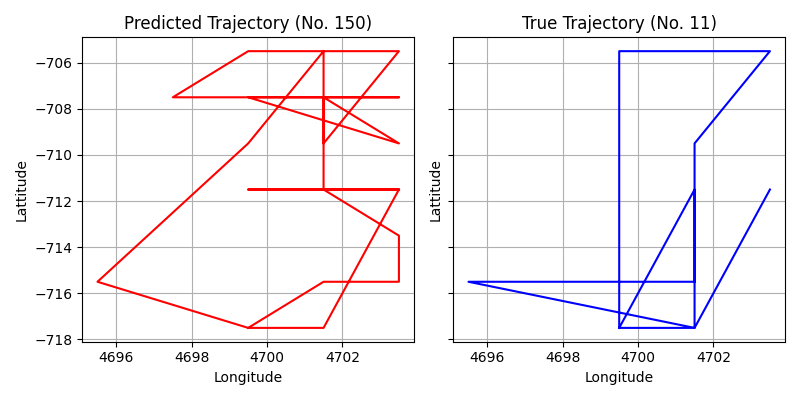 Predicted Trajectory (No. 150)
True Trajectory (No. 11)
−706
−708
−710
−712
−714
−716
−718
Lattitude
Lattitude
4696 4698 4700 4702
4696 4698 4700 4702
Longitude
Longitude